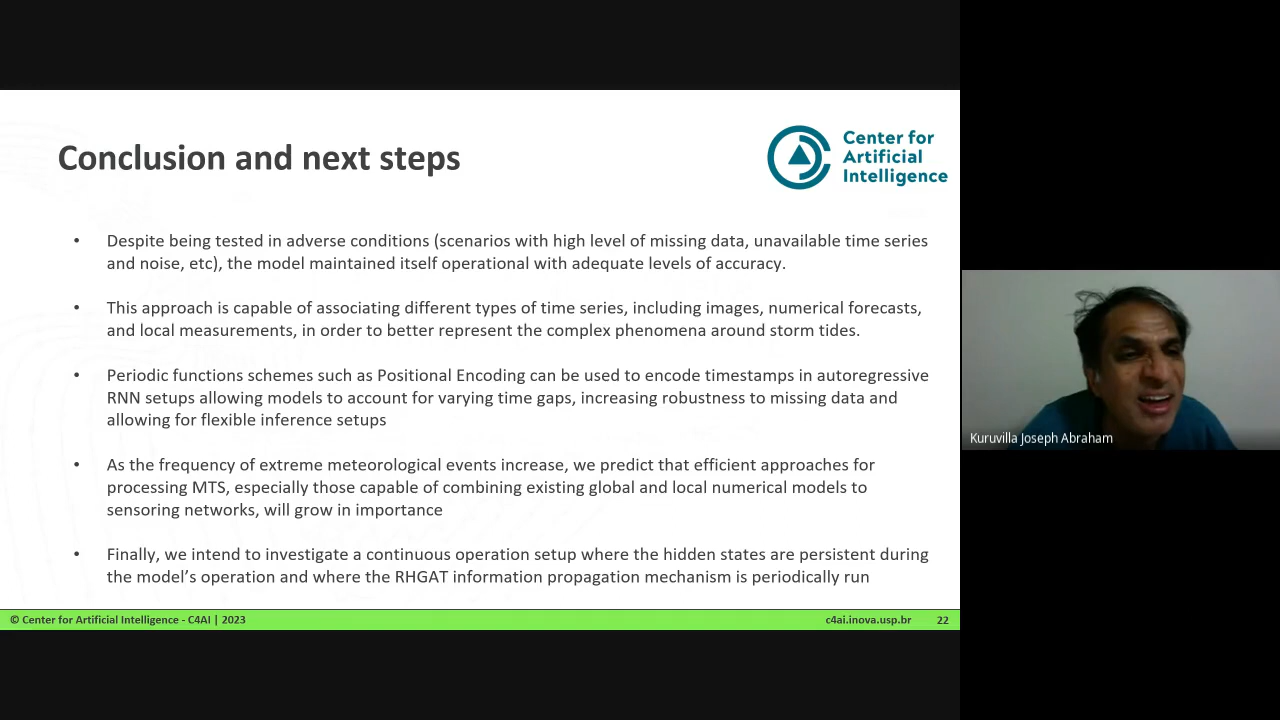 Conclusion and next steps
Center for
Artificial
Intelligence
• Despite being tested in adverse conditions (scenarios with high level of missing data, unavailable time series
and noise, etc), the model maintained itself operational with adequate levels of accuracy.
• This approach is capable of associating different types of time series, including images, numerical forecasts,
and local measurements, in order to better represent the complex phenomena around storm tides.
• Periodic functions schemes such as Positional Encoding can be used to encode timestamps in autoregressive
RNN setups allowing models to account for varying time gaps, increasing robustness to missing data and
allowing for flexible inference setups
• As the frequency of extreme meteorological events increase, we predict that efficient approaches for
processing MTS, especially those capable of combining existing global and local numerical models to
sensoring networks, will grow in importance
• Finally, we intend to investigate a continuous operation setup where the hidden states are persistent during
the model’s operation and where the RHGAT information propagation mechanism is periodically run
© Center for Artificial Intelligence - C4AI | 2023
c4ai.inova.usp.br 22
Kuruvilla Joseph Abraham